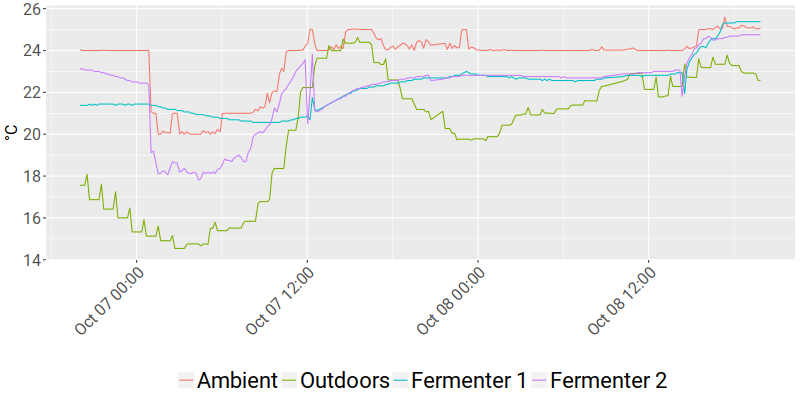 26
24
22
20
18
16
14
°C
Oct 07 00:00
Oct 07 12:00
Oct 08 00:00
Oct 08 12:00
Ambient Outdoors Fermenter 1 Fermenter 2